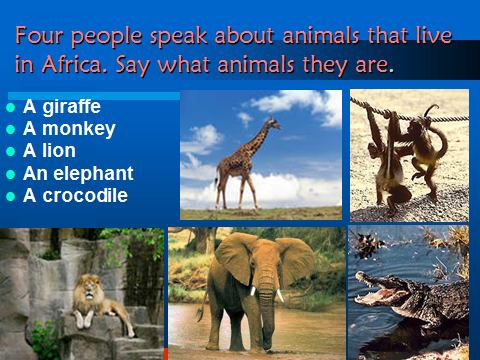 Four people speak about animals that live
in Africa. Say what animals they are.
A giraffe
A monkey
A lion
An elephant
A crocodile